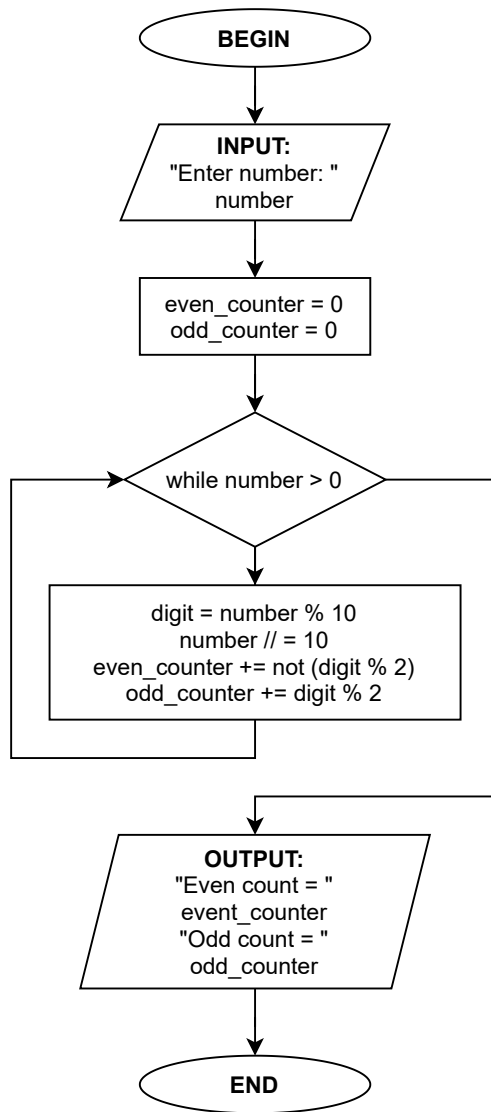 BEGIN
INPUT:
"Enter number: "
number
even_counter = 0
odd_counter = 0
while number > 0
digit = number % 10
number // = 10
even_counter += not (digit % 2)
odd_counter += digit % 2
OUTPUT:
"Even count = "
event_counter
"Odd count = "
odd_counter
END